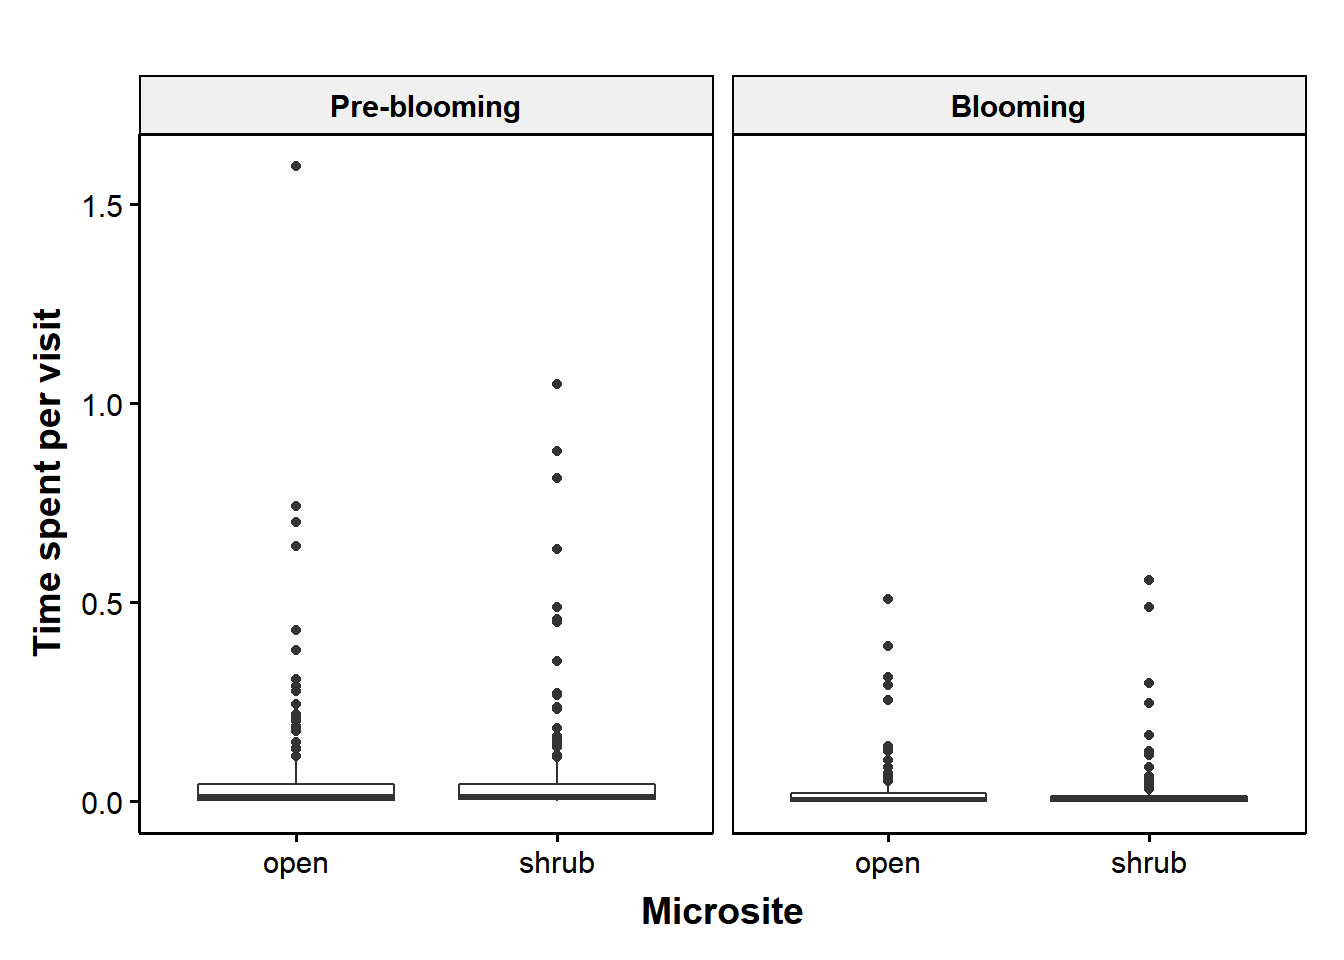 Pre-blooming
Blooming
Time spent per visit
1.5
1.0
0.5
0.0
open
shrub
open
shrub
Microsite